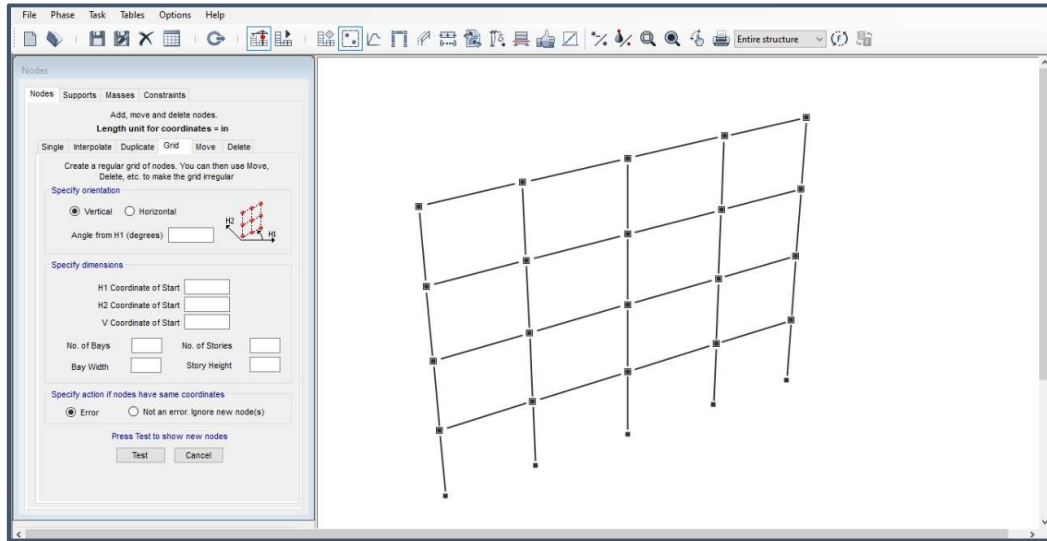 File Phase Task Tables Options Help
Entire structure
Nodes
Nodes Supports Masses Constraints
Add, move and delete nodes.
Length unit for coordinates = in
Single Interpolate Duplicate Grid Move Delete
Create a regular grid of nodes. You can then use Move,
Delete, etc. to make the grid irregular
Specify orientation
Vertical Horizontal
Angle from H1 (degrees)
H2
H1
Specify dimensions
H1 Coordinate of Start
H2 Coordinate of Start
V Coordinate of Start
No. of Bays No. of Stories
Bay Width Story Height
Specify action if nodes have same coordinates
Error Not an error. Ignore new node(s)
Press Test to show new nodes
Test Cancel